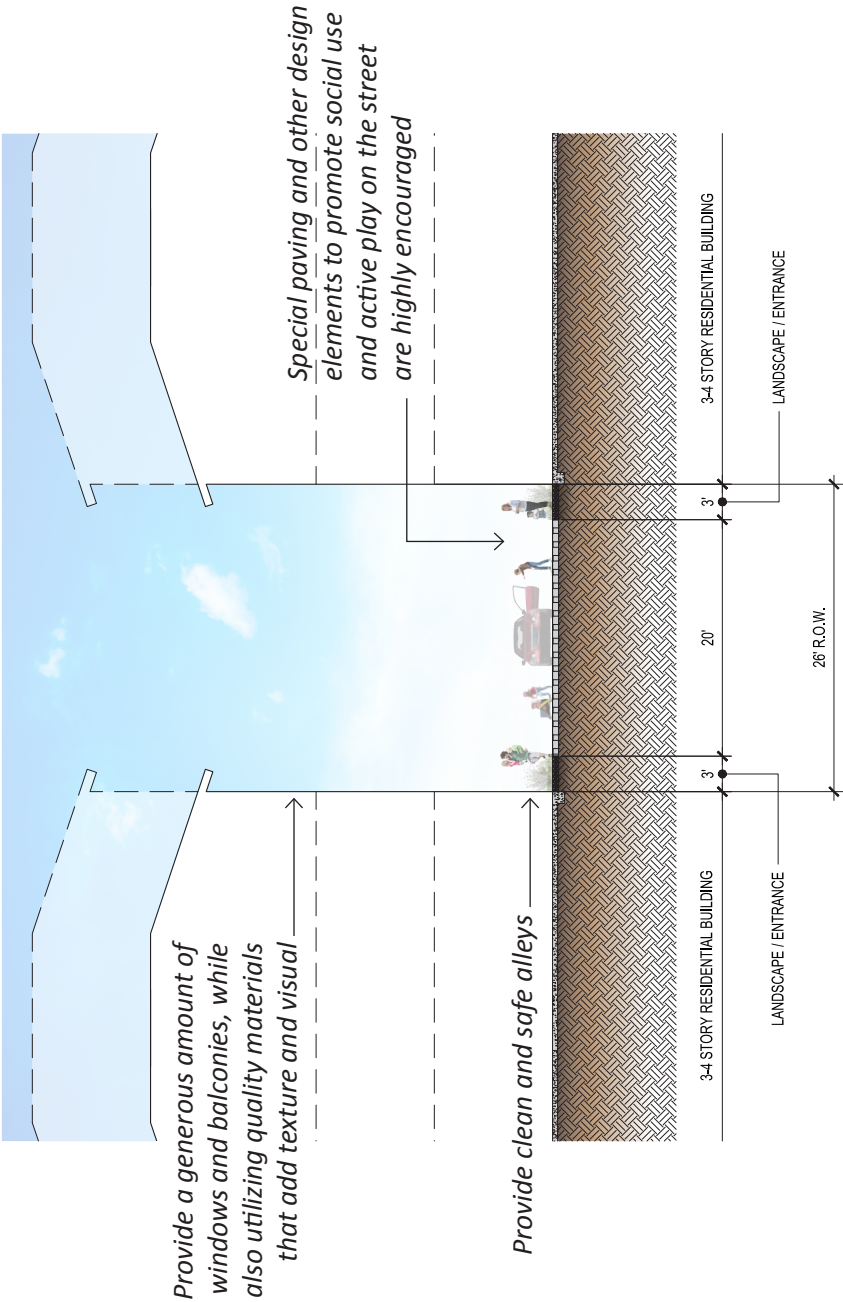 Provide a generous amount of
windows and balconies, while
also utilizing quality materials
that add texture and visual
Special paving and other design
elements to promote social use
and active play on the street
are highly encouraged
Provide clean and safe alleys
3-4 STORY RESIDENTIAL BUILDING
3'
20'
3'
3-4 STORY RESIDENTIAL BUILDING
LANDSCAPE / ENTRANCE
LANDSCAPE / ENTRANCE
26' R.O.W.